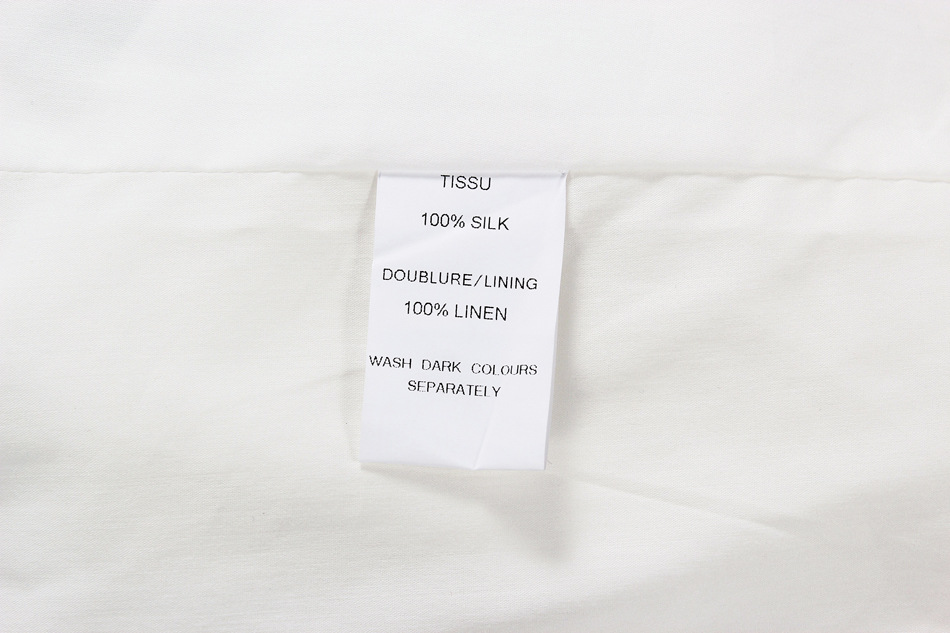 TISSU
100% SILK
DOUBLURE/LINING
100% LINEN
WASH DARK COLOURS
SEPARATELY